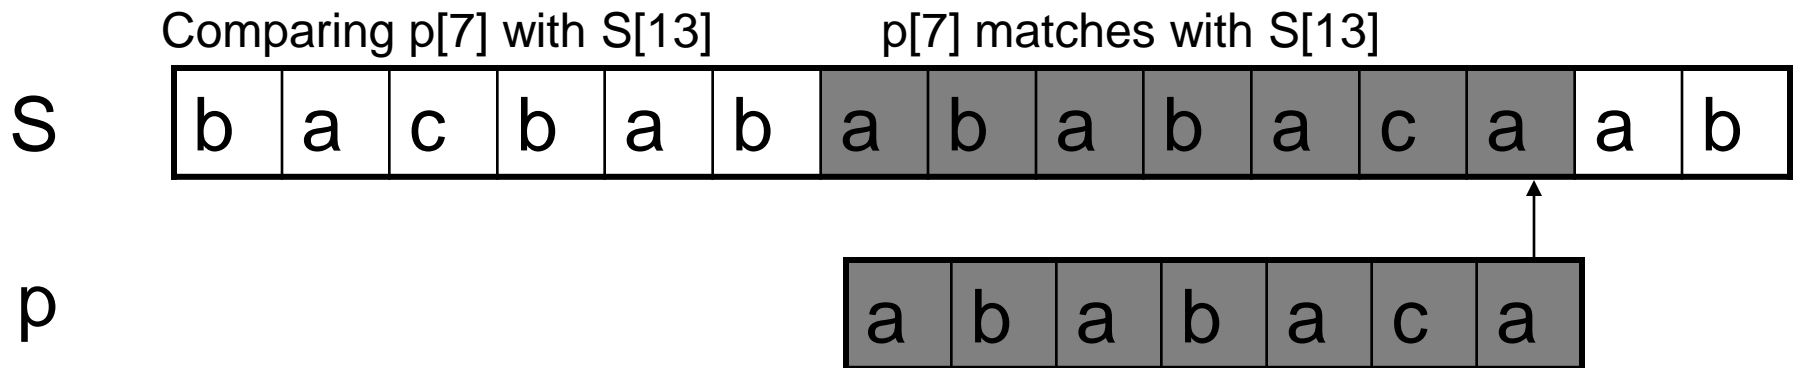 Comparing p[7] with S[13] p[7] matches with S[13]
S b a c b a b a b a b a c a a b
p a b a b a c a